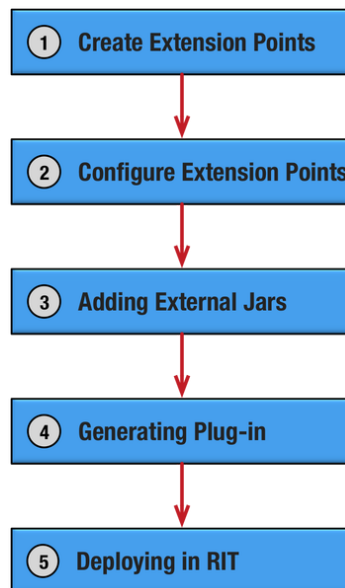 1 Create Extension Points
2 Configure Extension Points
3 Adding External Jars
4 Generating Plug-in
5 Deploying in RIT